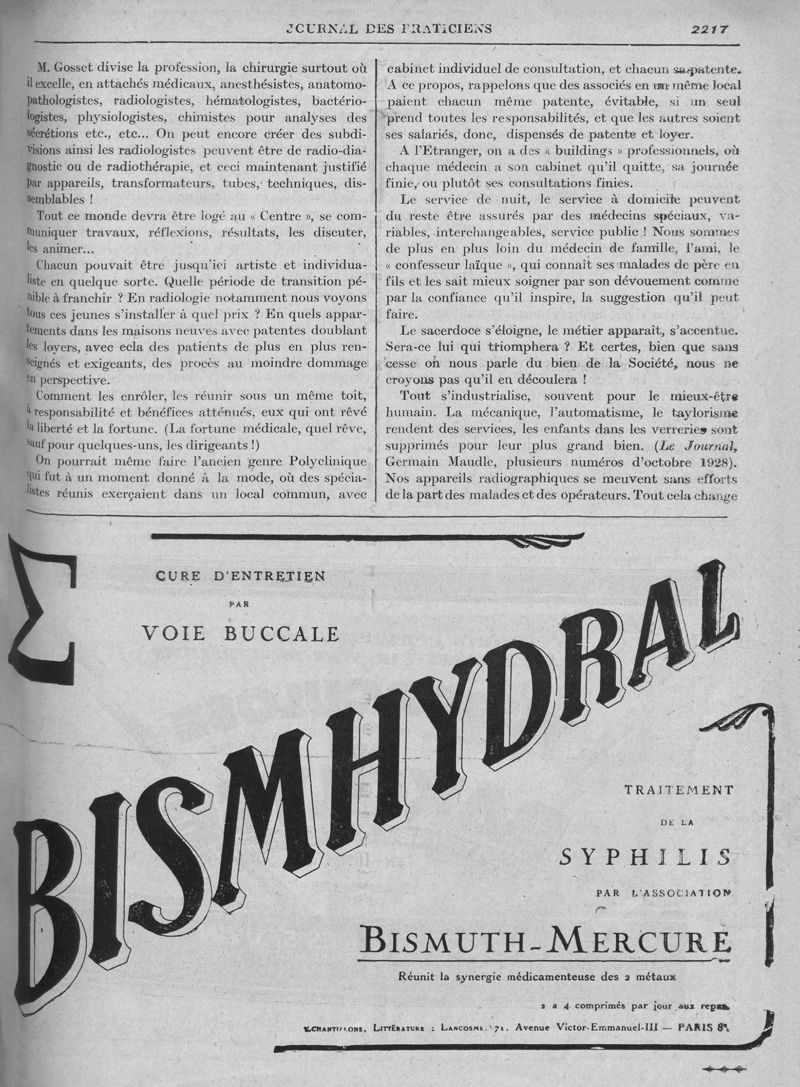 JOURNAL DES PRATICIENS
2217
M. Gosset divise la profession, la chirurgie surtout où
il excelle, en attachés médicaux, anesthésistes, anatomo-
pathologistes, radiologistes, hématologistes, bactério-
logistes, physiologistes, chimistes pour analyses des
sécrétions etc., etc... On peut encore créer des subdi-
visions ainsi les radiologistes peuvent être de radio-dia-
gnostic ou de radiothérapie, et ceci maintenant justifié
par appareils, transformateurs, tubes, techniques, dis-
semblables !
Tout ce monde devra être logé au « Centre », se com-
muniquer travaux, réflexions, résultats, les discuter,
les animer...
Chacun pouvait être jusqu'ici artiste et individua-
liste en quelque sorte. Quelle période de transition pé-
nible à franchir ? En radiologie notamment nous voyons
tous ces jeunes s'installer à quel prix ? En quels appar-
tements dans les maisons neuves avec patentes doublant
les loyers, avec ecla des patients de plus en plus ren-
seignés et exigeants, des procès au moindre dommage
en perspective.
Comment les enrôler, les réunir sous un même toit,
à responsabilité et bénéfices atténués, eux qui ont rêvé
la liberté et la fortune. (La fortune médicale, quel rêve,
sauf pour quelques-uns, les dirigeants !)
On pourrait même faire l'ancien genre Polyclinique
qui fut à un moment donné à la mode, où des spécia-
listes réunis exerçaient dans un local commun, avec
cabinet individuel de consultation, et chacun sa patente.
A ce propos, rappelons que des associés en un même local
paient chacun même patente, évitable, si un seul
prend toutes les responsabilités, et que les autres soient
ses salariés, donc, dispensés de patente et loyer.
A l'Etranger, on a des « buildings » professionnels, où
chaque médecin a son cabinet qu'il quitte, sa journée
finie, ou plutôt ses consultations finies.
Le service de nuit, le service à domicile peuvent
du reste être assurés par des médecins spéciaux, va-
riables, interchangeables, service public ! Nous sommes
de plus en plus loin du médecin de famille, l'ami, le
« confesseur laïque », qui connaît ses malades de père en
fils et les sait mieux soigner par son dévouement comme
par la confiance qu'il inspire, la suggestion qu'il peut
faire.
Le sacerdoce s'éloigne, le métier apparaît, s'accentue.
Sera-ce lui qui triomphera ? Et certes, bien que sans
cesse on nous parle du bien de la Société, nous ne
croyons pas qu'il en découlera !
Tout s'industrialise, souvent pour le mieux-être
humain. La mécanique, l'automatisme, le taylorisme
rendent des services, les enfants dans les verreries sont
supprimés pour leur plus grand bien. (Le Journal,
Germain Maudle, plusieurs numéros d'octobre 1928).
Nos appareils radiographiques se meuvent sans efforts
de la part des malades et des opérateurs. Tout cela change
Σ
CURE D'ENTRETIEN
PAR
VOIE BUCCALE
BISMHYDRAL
TRAITEMENT
DE LA
SYPHILIS
PAR L'ASSOCIATION
BISMUTH-MERCURE
Réunit la synergie médicamenteuse des 2 métaux
2 a 4 comprimés par jour aux repas.
ECHANTILLONS, LITTÉRATURE : LANCOSME, 71, Avenue Victor-Emmanuel-III — PARIS 8e.